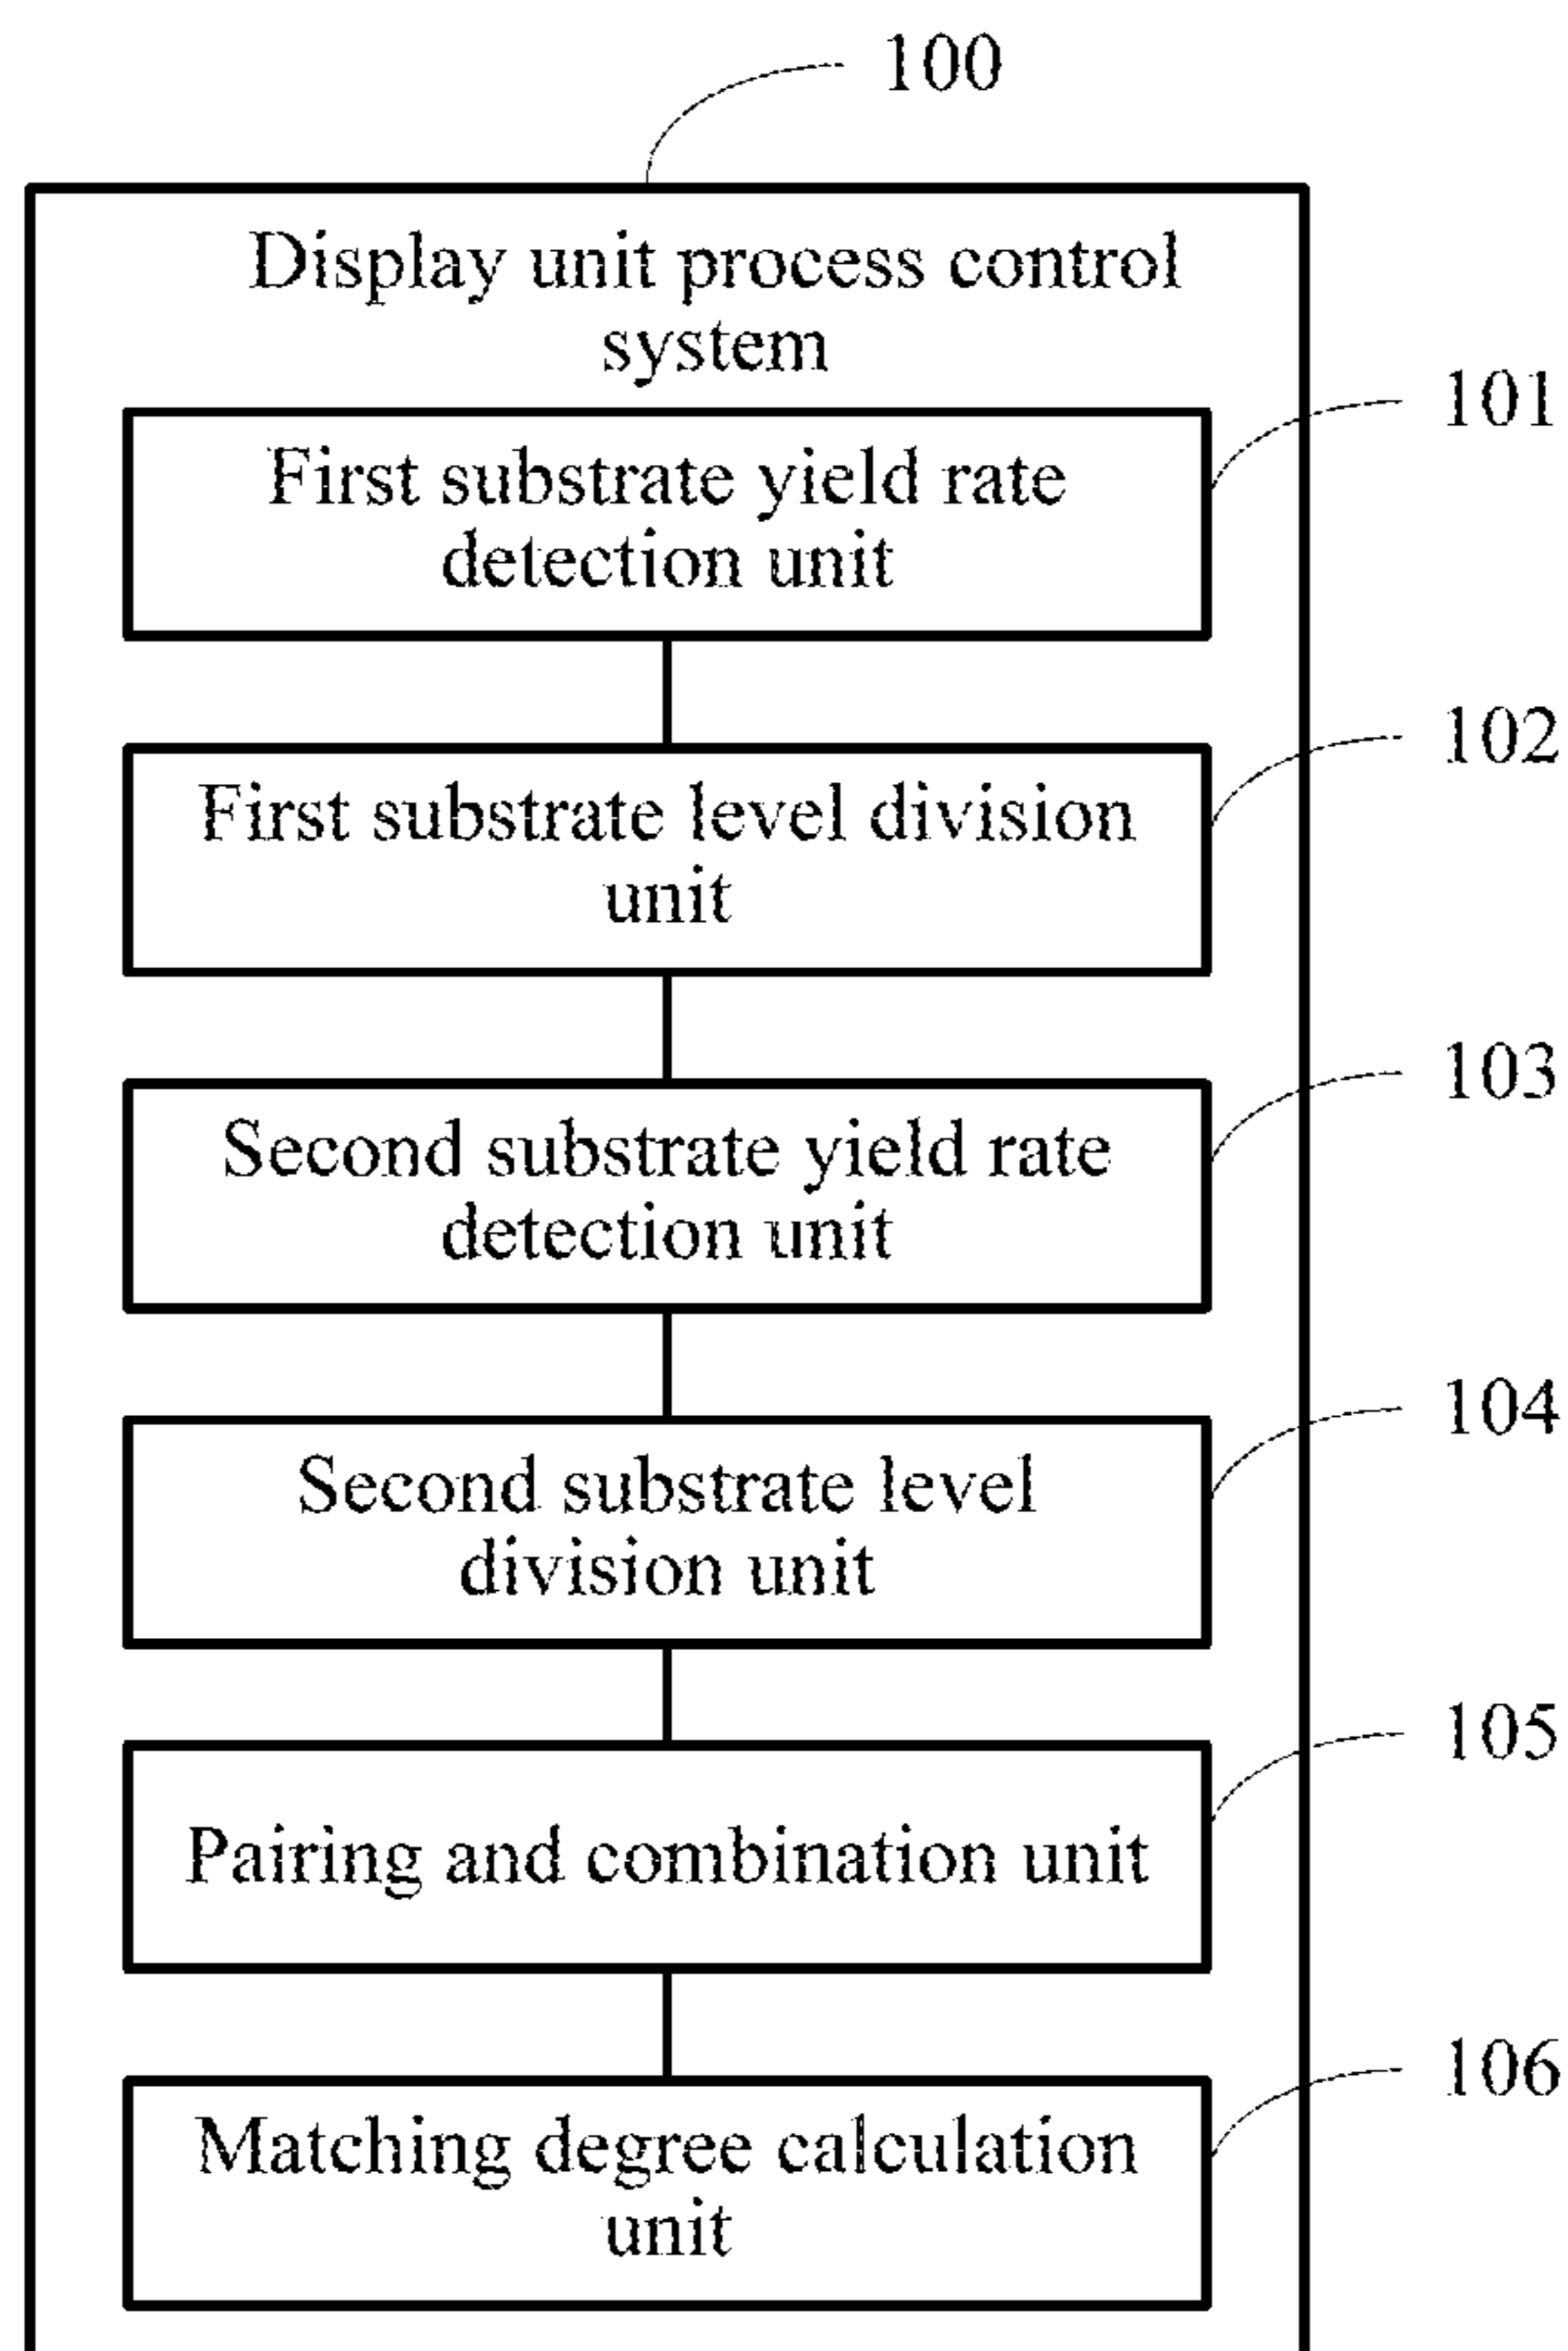 100
Display unit process control
system
101
First substrate yield rate
detection unit
102
First substrate level division
unit
103
Second substrate yield rate
detection unit
104
Second substrate level
division unit
105
Pairing and combination unit
106
Matching degree calculation
unit